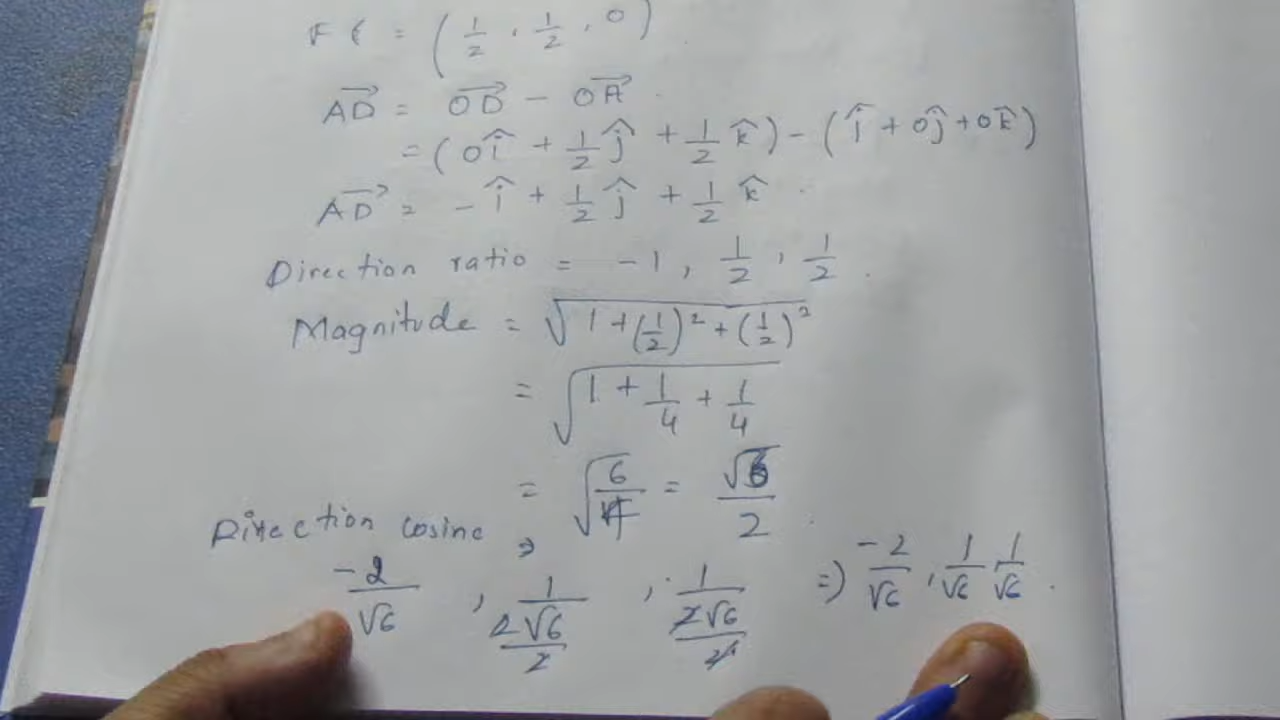 = (1/2, 1/2, 0)
AD⃗ = OD⃗ - OA⃗
= (0î + 1/2 ĵ + 1/2 k̂) - (î + 0ĵ + 0k̂)
AD⃗ = -î + 1/2 ĵ + 1/2 k̂
Direction ratio = -1, 1/2, 1/2.
Magnitude = √(1 + (1/2)² + (1/2)²)
= √(1 + 1/4 + 1/4)
= √(6/4) = √6/2
Direction cosine ⇒
-2/√6, 1/(2√6/2), 1/(2√6/2) ⇒ -2/√6, 1/√6, 1/√6.